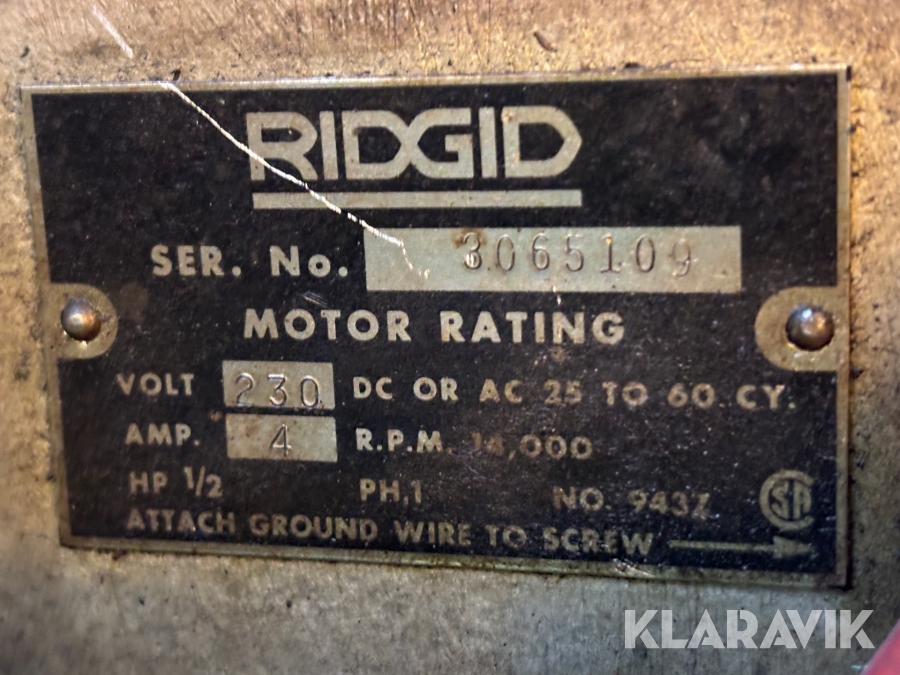 RIDGID
SER. No. 3065109
MOTOR RATING
VOLT 230 DC OR AC 25 TO 60 CY.
AMP. 4 R.P.M. 14,000
HP 1/2 PH.1 NO. 943Z
ATTACH GROUND WIRE TO SCREW
SA
KLARAVIK